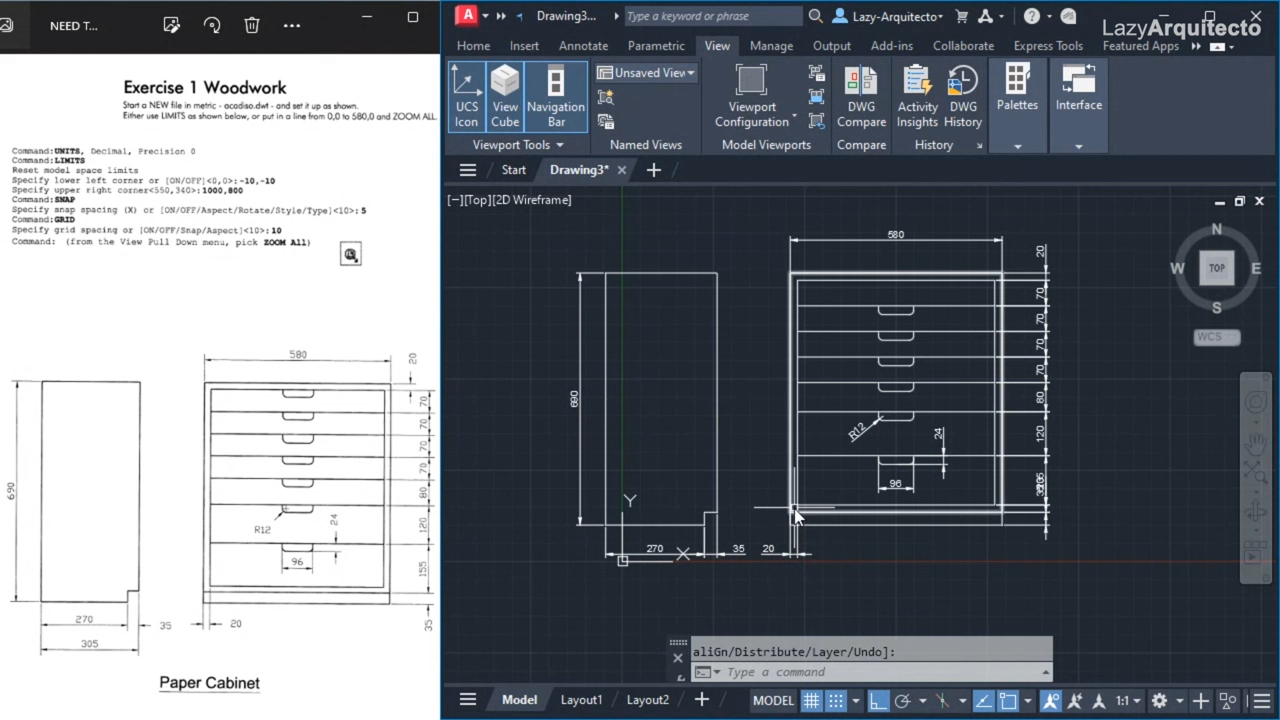 NEED T...
Drawing3...
Type a keyword or phrase
Lazy-Arquitecto
LazyArquitecto
Home
Insert
Annotate
Parametric
View
Manage
Output
Add-ins
Collaborate
Express Tools
Featured Apps
UCS
Icon
View
Cube
Navigation
Bar
Unsaved View
Viewport
Configuration
DWG
Compare
Activity
Insights
DWG
History
Palettes
Interface
Viewport Tools
Named Views
Model Viewports
Compare
History
Start
Drawing3*
[−][Top][2D Wireframe]
Exercise 1 Woodwork
Start a NEW file in metric - acadiso.dwt - and set it up as shown.
Either use LIMITS as shown below, or put in a line from 0,0 to 580,0 and ZOOM ALL.
Command:UNITS, Decimal, Precision 0
Command:LIMITS
Reset model space limits
Specify lower left corner or [ON/OFF]<0,0>:-10,-10
Specify upper right corner<550,340>:1000,800
Command:SNAP
Specify snap spacing (X) or [ON/OFF/Aspect/Rotate/Style/Type]<10>:5
Command:GRID
Specify grid spacing or [ON/OFF/Snap/Aspect]<10>:10
Command: (from the View Pull Down menu, pick ZOOM All)
580
20
70
70
70
70
80
120
155
35
690
R12
24
96
270
35
305
20
Paper Cabinet
580
20
70
70
70
70
80
120
690
R12
24
96
270
35
20
Y
X
N
W
TOP
E
S
WCS
aliGn/Distribute/Layer/Undo]:
Type a command
Model
Layout1
Layout2
MODEL
1:1